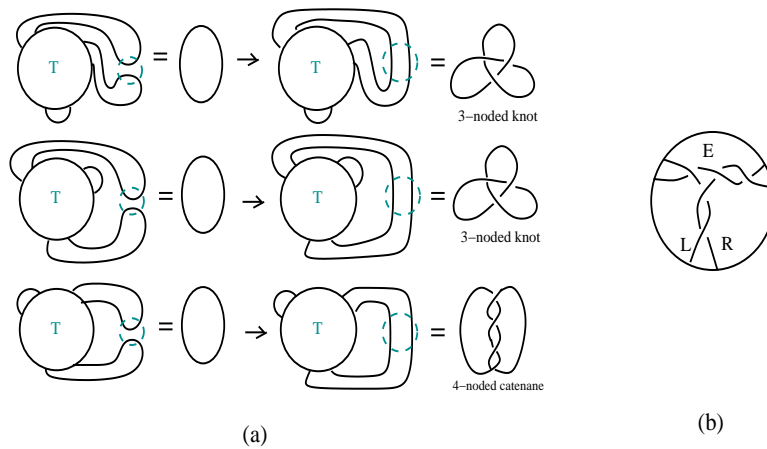 T = → T = 3−noded knot
T = → T = 3−noded knot
T = → T = 4−noded catenane
(a)
E
L R
(b)